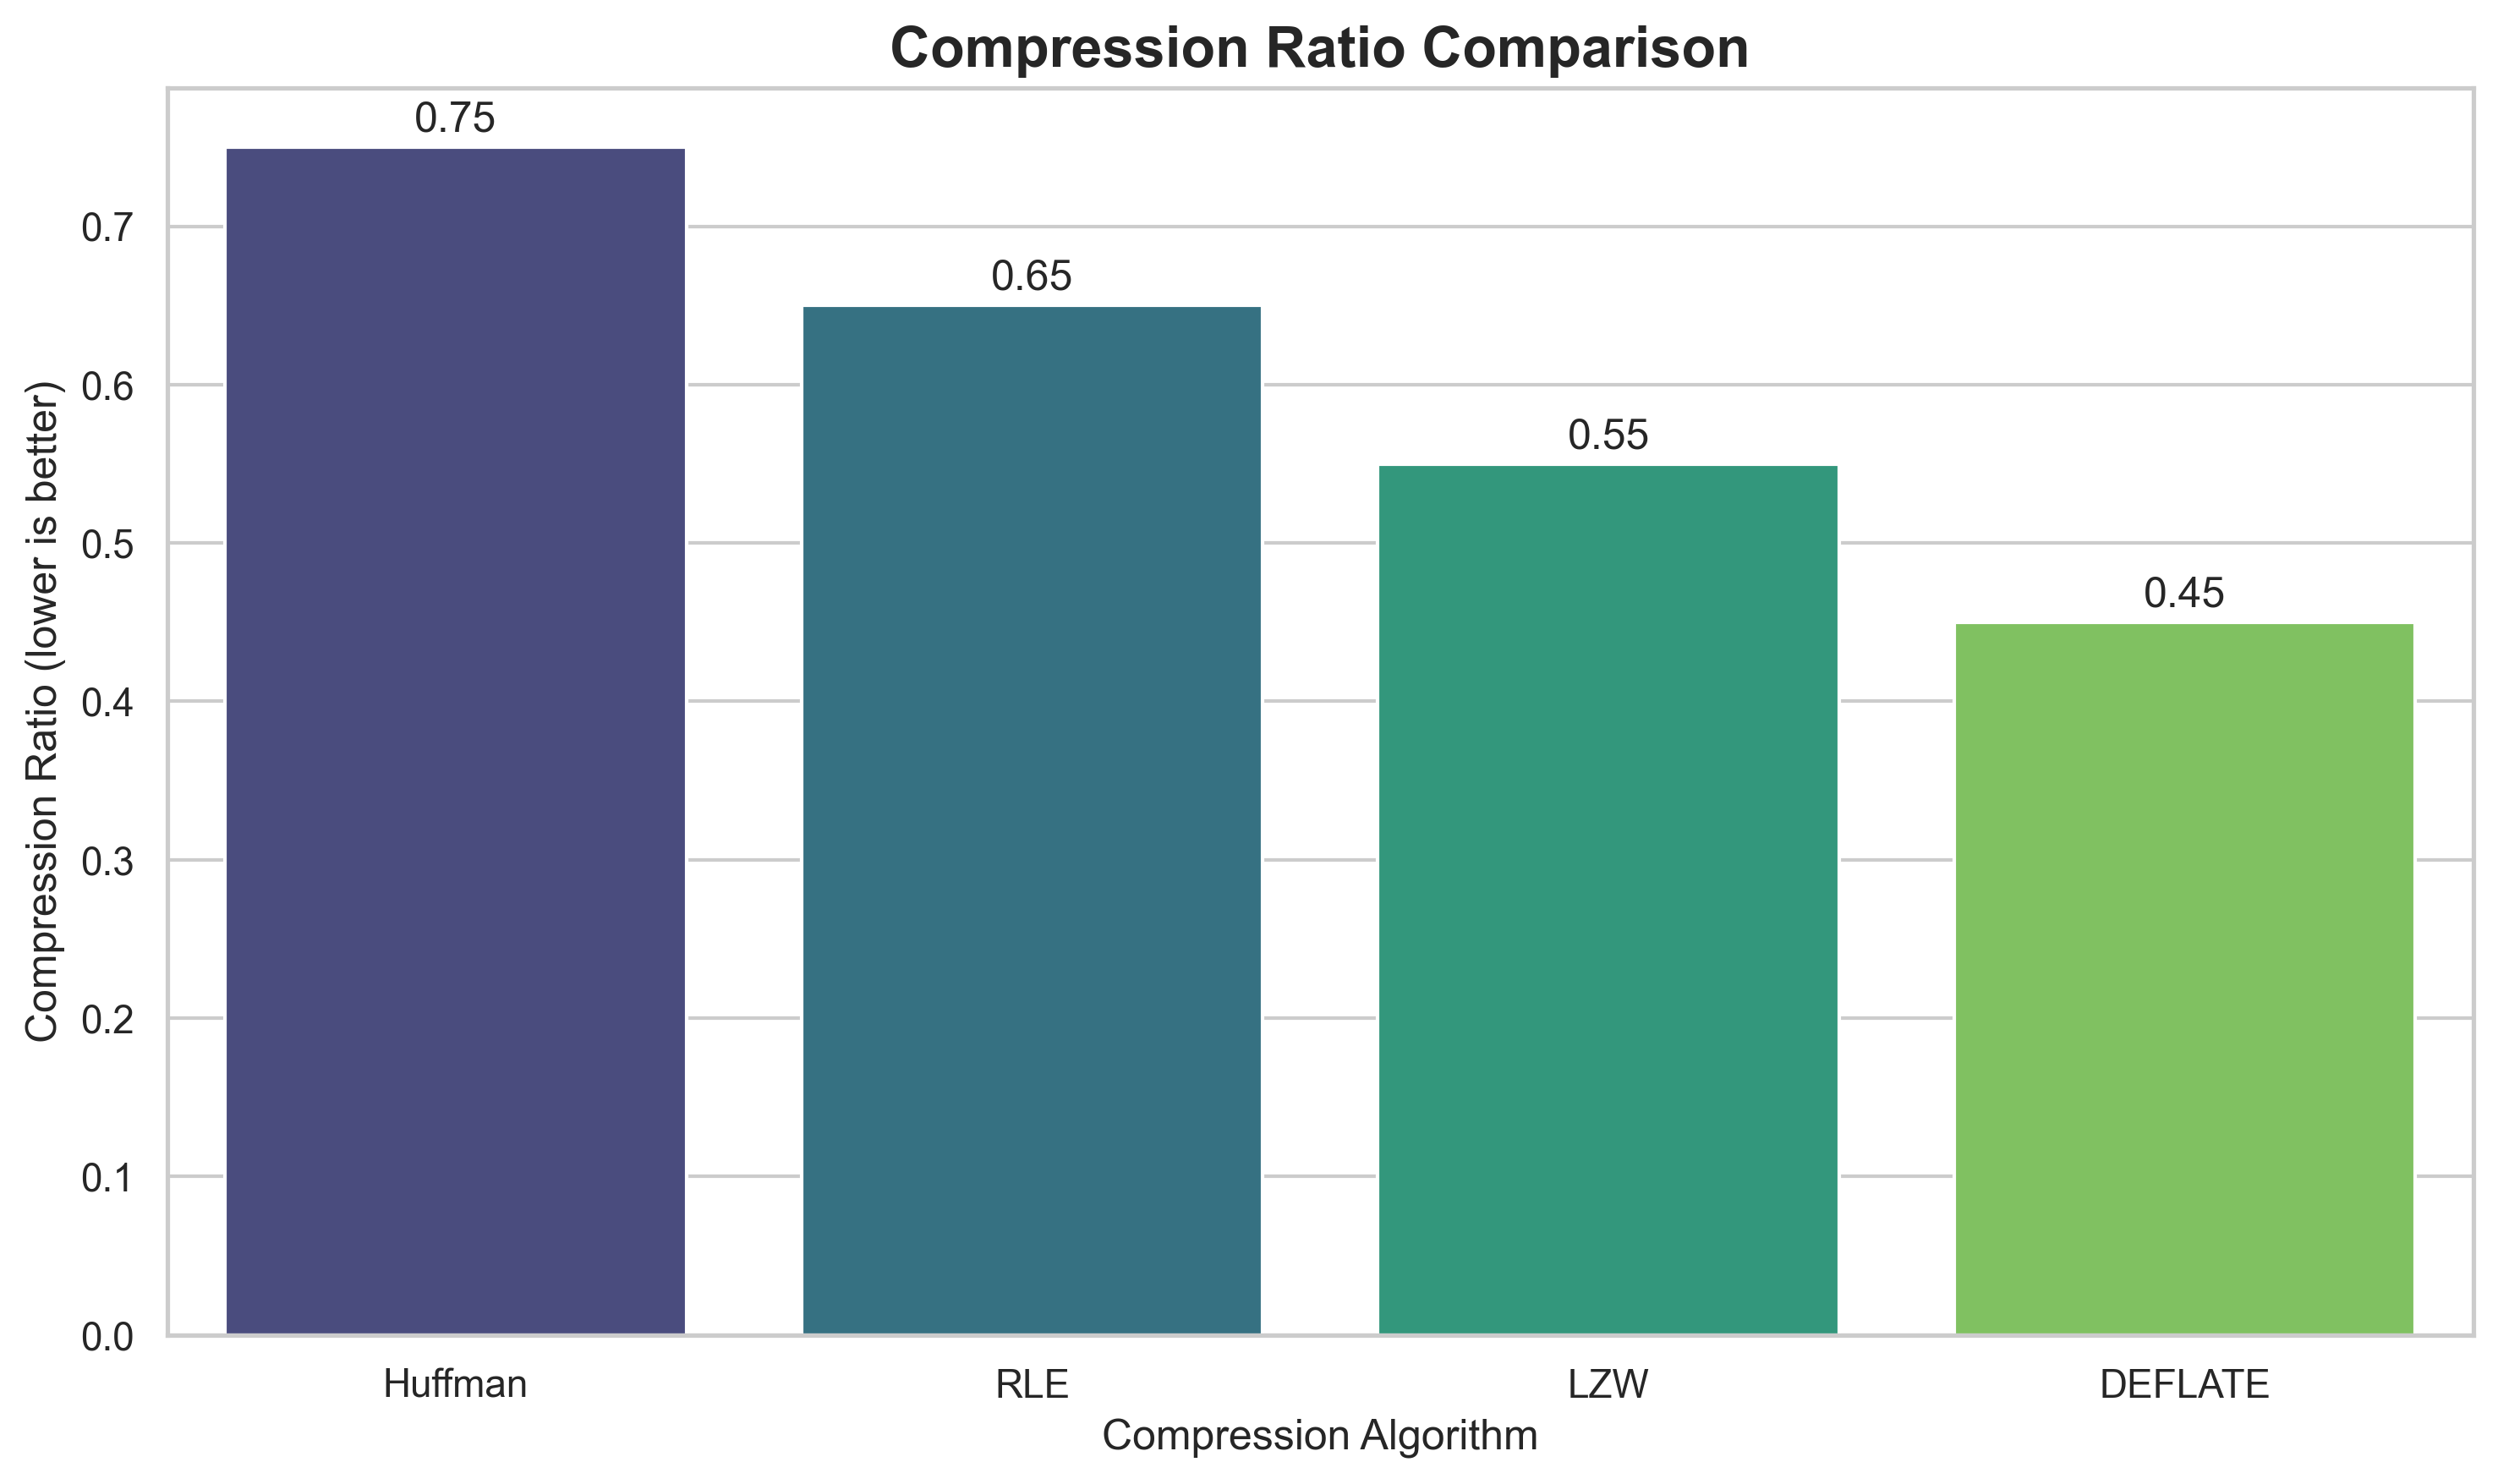 Compression Ratio Comparison
0.75
0.65
0.55
0.45
0.7
0.6
0.5
0.4
0.3
0.2
0.1
0.0
Compression Ratio (lower is better)
Huffman
RLE
LZW
DEFLATE
Compression Algorithm